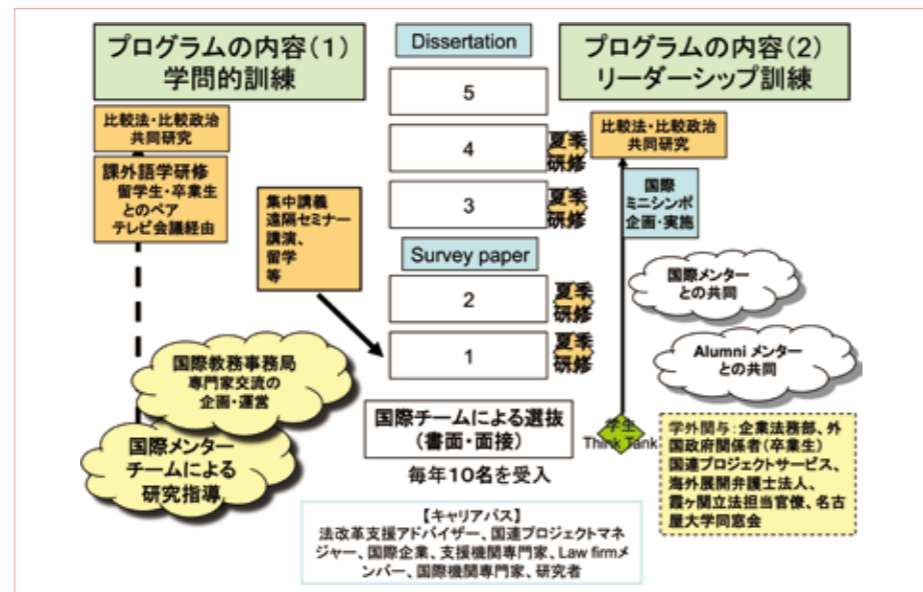 プログラムの内容（1）
学問的訓練
比較法・比較政治
共同研究
課外語学研修
留学生・卒業生
とのペア
テレビ会議経由
国際教務事務局
専門家交流の
企画・運営
国際メンター
チームによる
研究指導
集中講義
遠隔セミナー
講演、
留学
等
Dissertation
5
4
夏季
研修
3
夏季
研修
Survey paper
2
夏季
研修
1
夏季
研修
国際チームによる選抜
（書面・面接）
毎年10名を受入
プログラムの内容（2）
リーダーシップ訓練
比較法・比較政治
共同研究
国際
ミニシンポ
企画・実施
国際メンター
との共同
Alumni メンター
との共同
学生
Think Tank
学外関与：企業法務部、外
国政府関係者（卒業生）
国連プロジェクトサービス、
海外展開弁護士法人、
霞ヶ関立法担当官僚、名古
屋大学同窓会
【キャリアパス】
法改革支援アドバイザー、国連プロジェクトマネ
ジャー、国際企業、支援機関専門家、Law firmメ
ンバー、国際機関専門家、研究者